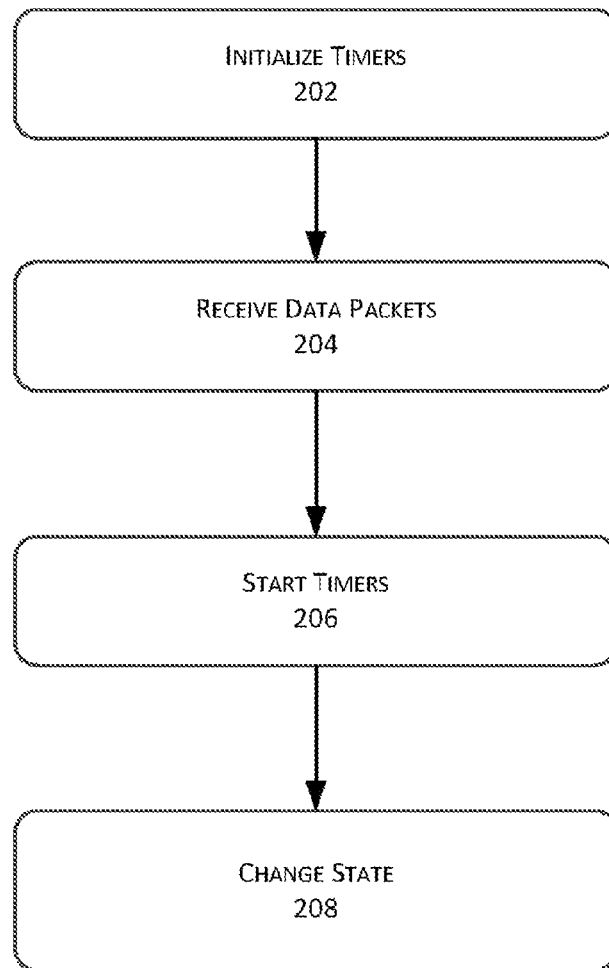 INITIALIZE TIMERS
202
RECEIVE DATA PACKETS
204
START TIMERS
206
CHANGE STATE
208